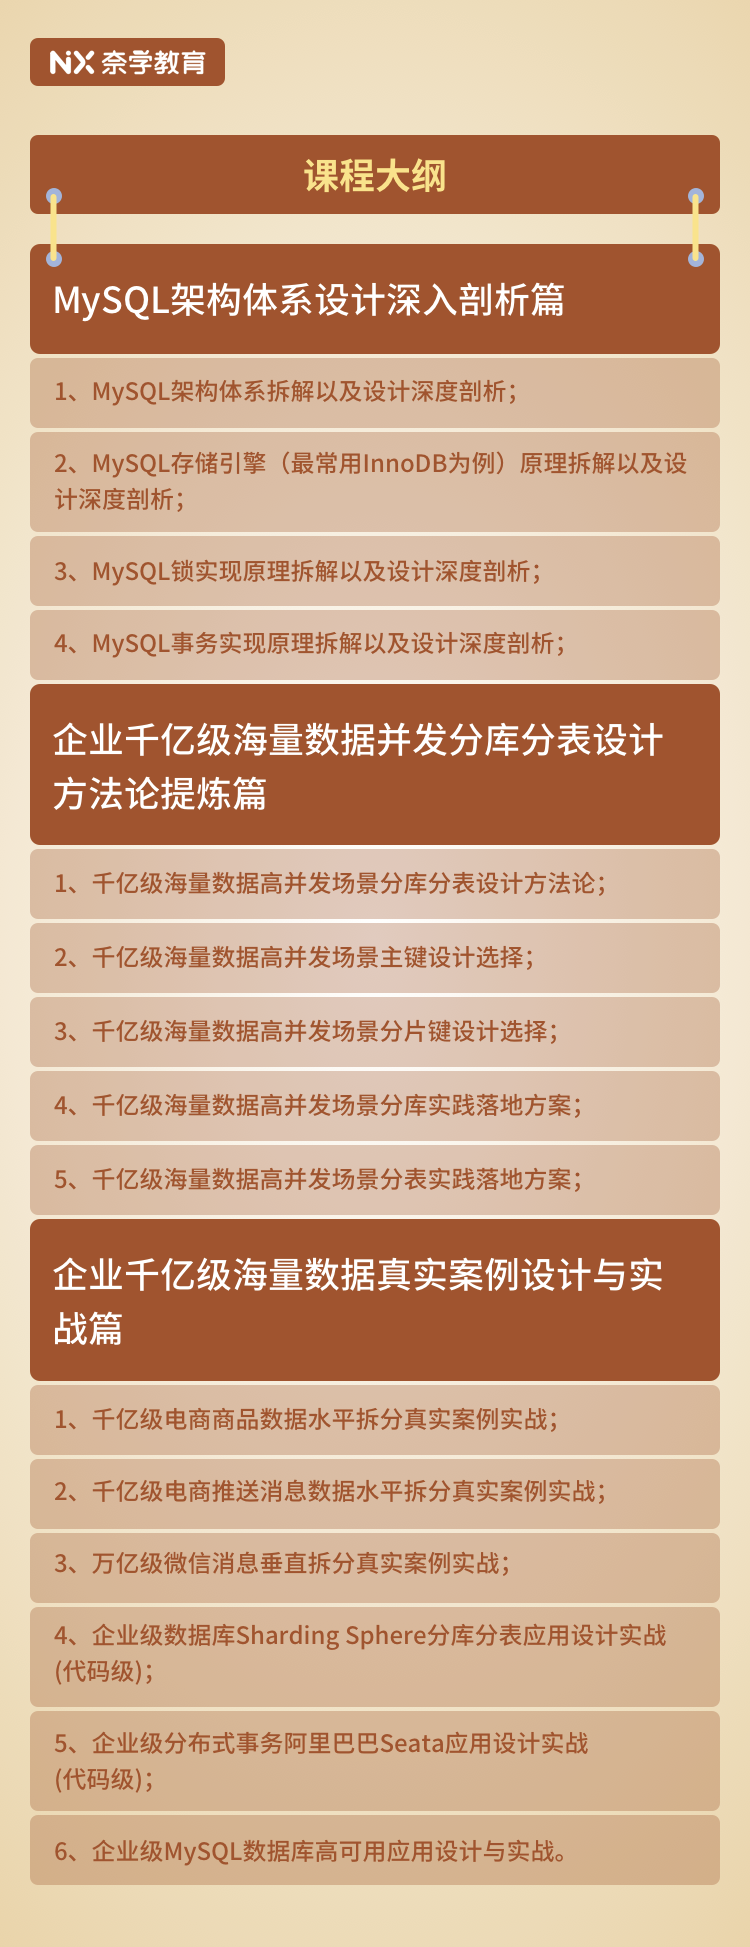 NX 奈学教育
课程大纲
MySQL架构体系设计深入剖析篇
1、MySQL架构体系拆解以及设计深度剖析；
2、MySQL存储引擎（最常用InnoDB为例）原理拆解以及设
计深度剖析；
3、MySQL锁实现原理拆解以及设计深度剖析；
4、MySQL事务实现原理拆解以及设计深度剖析；
企业千亿级海量数据并发分库分表设计
方法论提炼篇
1、千亿级海量数据高并发场景分库分表设计方法论；
2、千亿级海量数据高并发场景主键设计选择；
3、千亿级海量数据高并发场景分片键设计选择；
4、千亿级海量数据高并发场景分库实践落地方案；
5、千亿级海量数据高并发场景分表实践落地方案；
企业千亿级海量数据真实案例设计与实
战篇
1、千亿级电商商品数据水平拆分真实案例实战；
2、千亿级电商推送消息数据水平拆分真实案例实战；
3、万亿级微信消息垂直拆分真实案例实战；
4、企业级数据库Sharding Sphere分库分表应用设计实战
(代码级)；
5、企业级分布式事务阿里巴巴Seata应用设计实战
(代码级)；
6、企业级MySQL数据库高可用应用设计与实战。